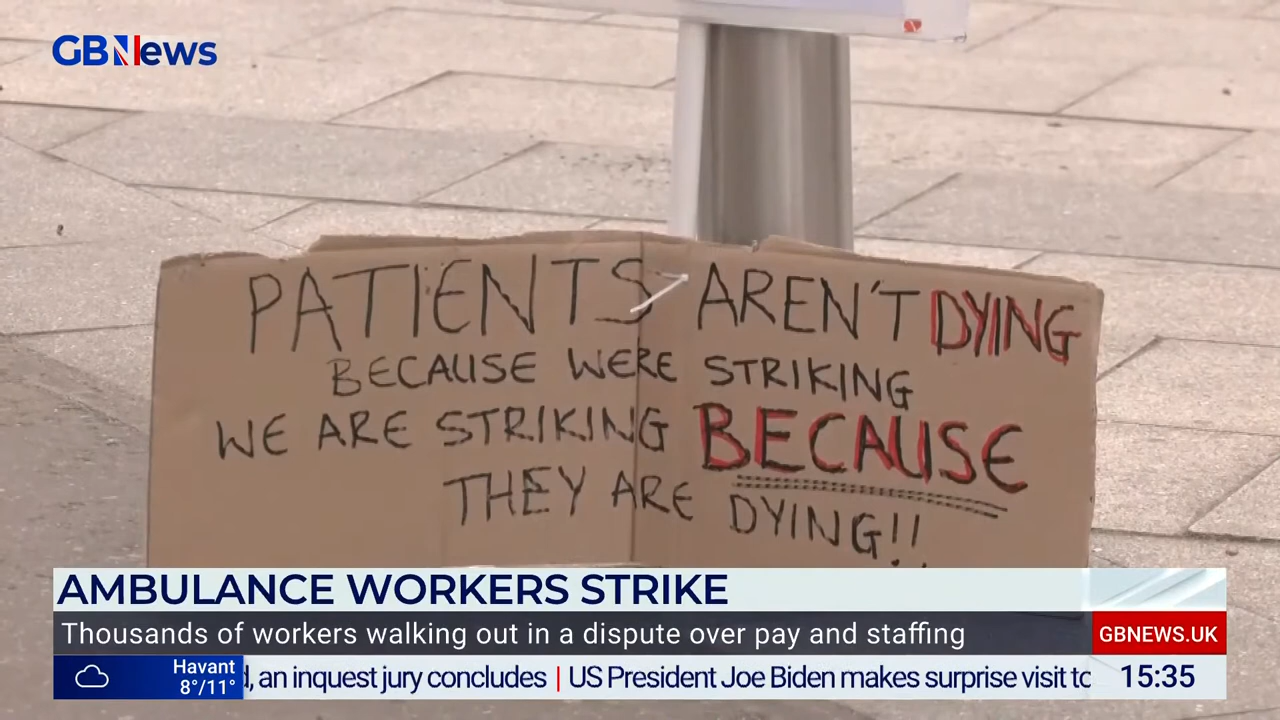 GBNEWS
PATIENTS AREN'T DYING
BECAUSE WERE STRIKING
WE ARE STRIKING BECAUSE
THEY ARE DYING!!
AMBULANCE WORKERS STRIKE
Thousands of workers walking out in a dispute over pay and staffing
GBNEWS.UK
Havant
8°/11°
, an inquest jury concludes | US President Joe Biden makes surprise visit to
15:35